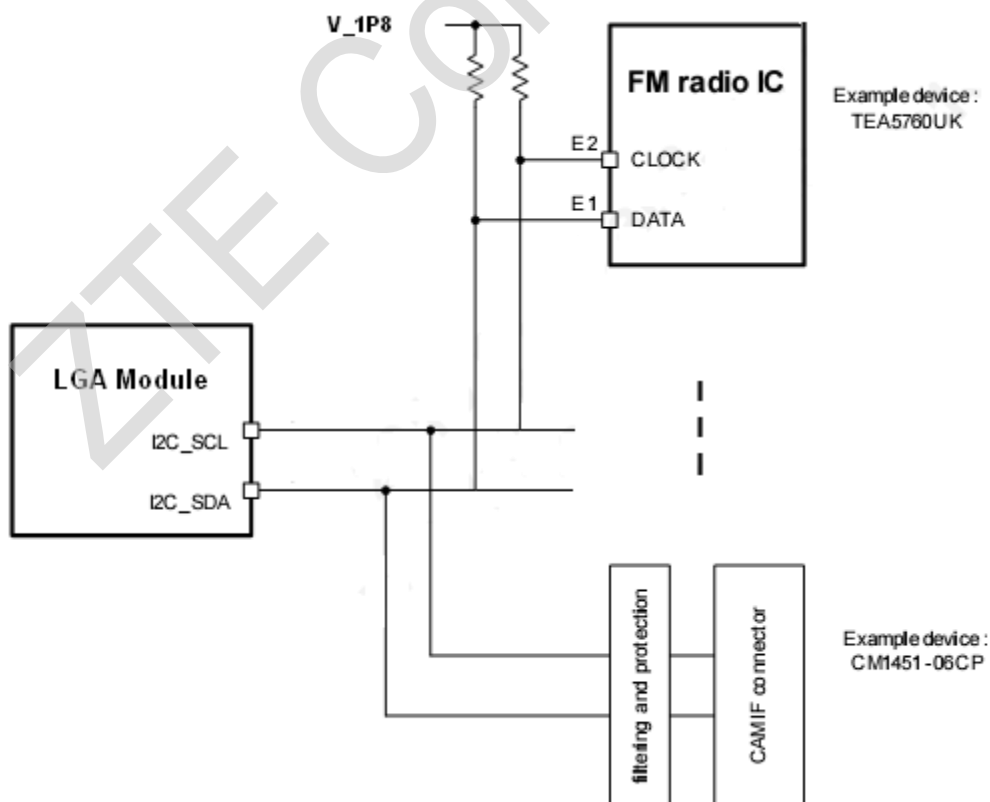 V_1P8
FM radio IC
Example device :
TEA5760UK
E2
CLOCK
E1
DATA
LGA Module
I2C_SCL
I2C_SDA
filtering and protection
CAMIF connector
Example device :
CM1451-06CP
ZTE Con